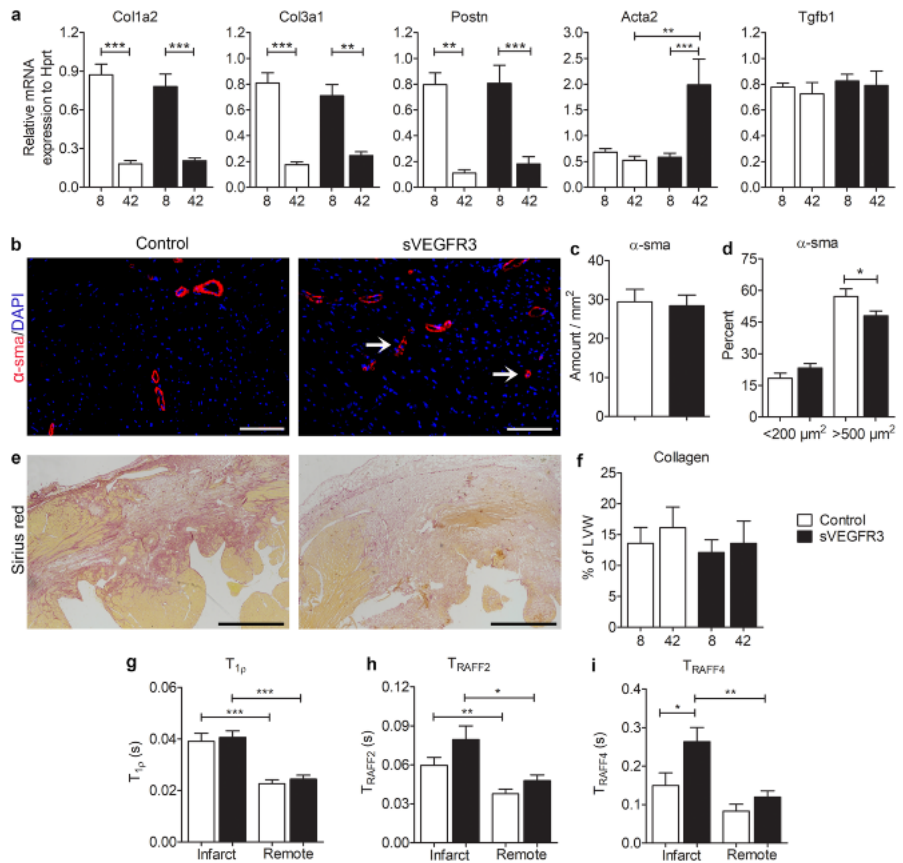 a
Col1a2 Col3a1 Postn Acta2 Tgfb1
Relative mRNA
expression to Hprt
1.2 0.9 0.6 0.3 0.0
*** ***
8 42 8 42
1.2 1.0 0.8 0.6 0.4 0.2 0.0
*** **
8 42 8 42
1.2 1.0 0.8 0.6 0.4 0.2 0.0
** ***
8 42 8 42
3.0 2.5 2.0 1.5 1.0 0.5 0.0
**
***
8 42 8 42
1.2 1.0 0.8 0.6 0.4 0.2 0.0
8 42 8 42
b
Control sVEGFR3
α-sma/DAPI
c
α-sma
Amount / mm²
40
30
20
10
0
d
α-sma
Percent
75
60
45
30
15
0
*
<200 μm² >500 μm²
e
Sirius red
f
Collagen
% of LVW
25
20
15
10
5
0
8 42 8 42
Control
sVEGFR3
g
T1ρ
T1ρ (s)
0.06
0.04
0.02
0.00
***
***
Infarct Remote
h
TRAFF2
TRAFF2 (s)
0.12
0.09
0.06
0.03
0.00
*
**
Infarct Remote
i
TRAFF4
TRAFF4 (s)
0.4
0.3
0.2
0.1
0.0
**
*
Infarct Remote